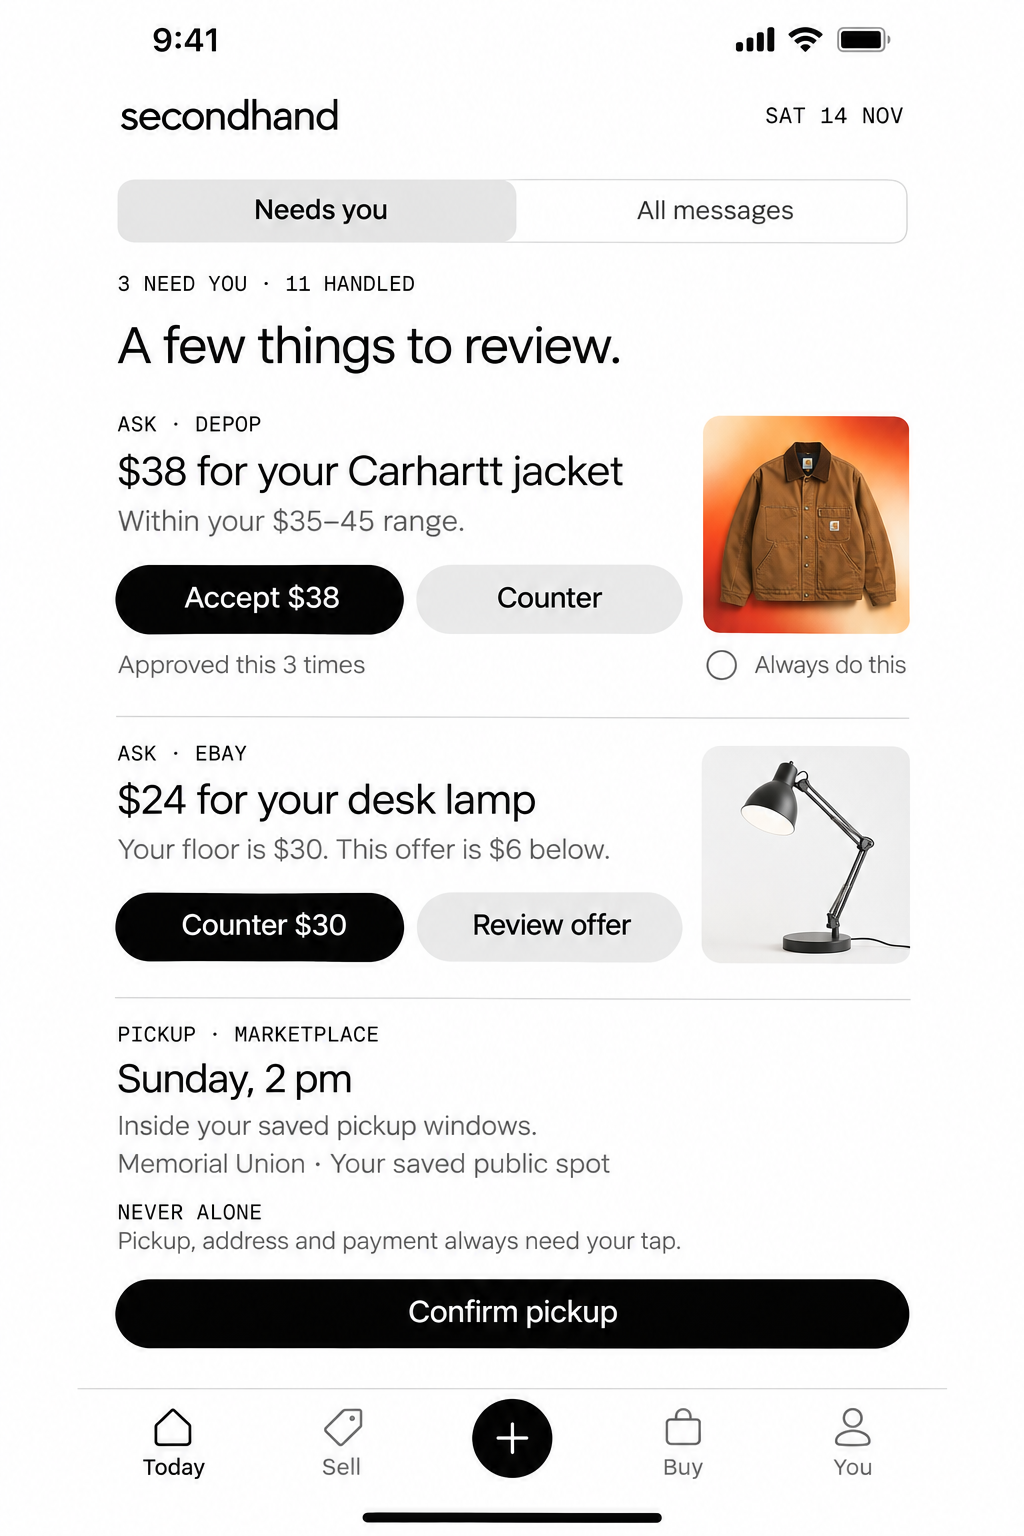 9:41
secondhand
SAT 14 NOV
Needs you
All messages
3 NEED YOU · 11 HANDLED
A few things to review.
ASK · DEPOP
$38 for your Carhartt jacket
Within your $35–45 range.
Accept $38
Counter
Approved this 3 times
Always do this
ASK · EBAY
$24 for your desk lamp
Your floor is $30. This offer is $6 below.
Counter $30
Review offer
PICKUP · MARKETPLACE
Sunday, 2 pm
Inside your saved pickup windows.
Memorial Union · Your saved public spot
NEVER ALONE
Pickup, address and payment always need your tap.
Confirm pickup
Today
Sell
Buy
You